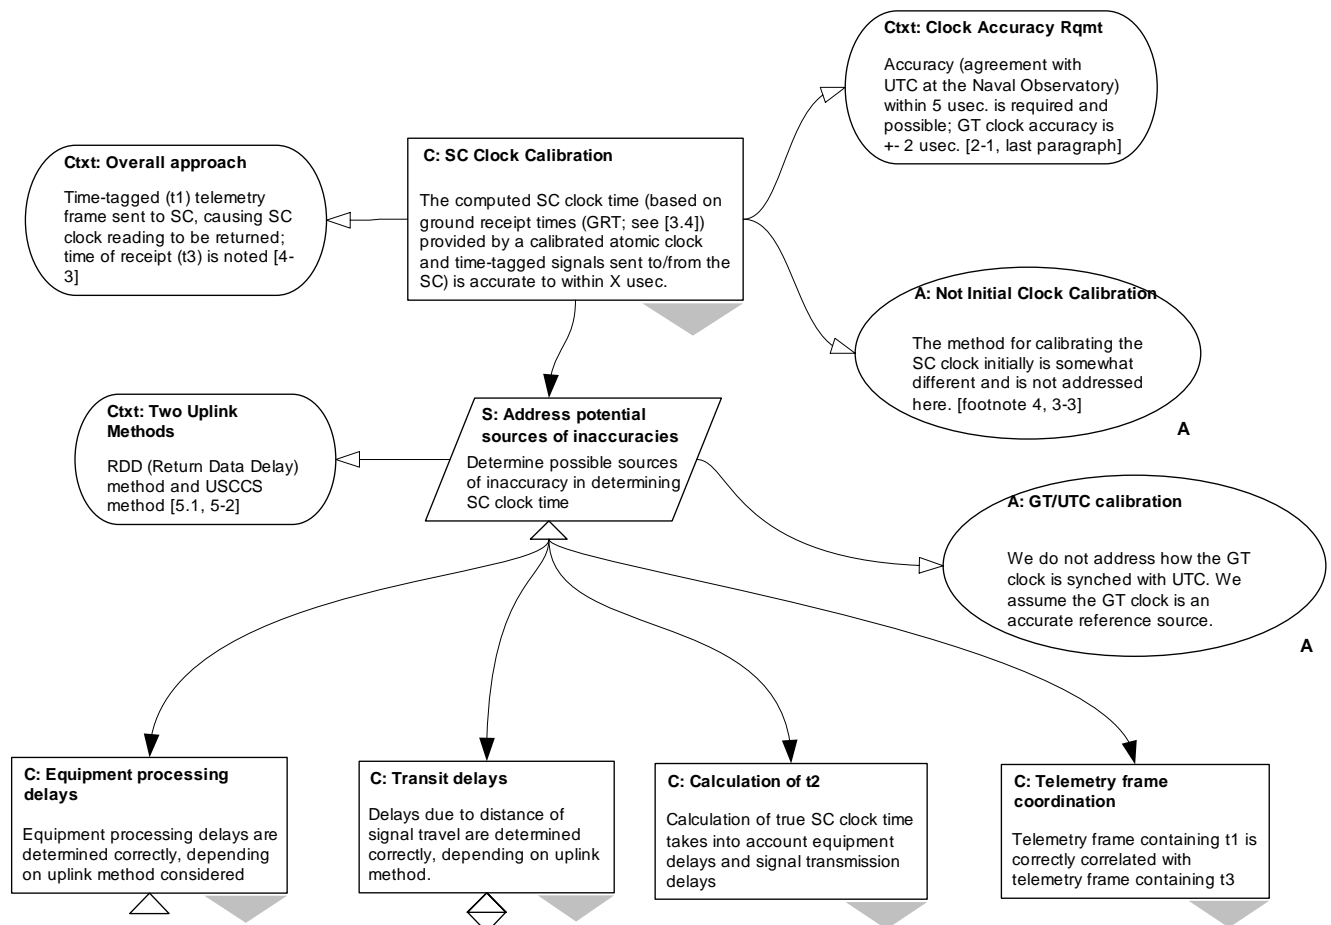 Ctxt: Clock Accuracy Rqmt
Accuracy (agreement with
UTC at the Naval Observatory)
within 5 usec. is required and
possible; GT clock accuracy is
+- 2 usec. [2-1, last paragraph]
C: SC Clock Calibration
The computed SC clock time (based on
ground receipt times (GRT; see [3.4])
provided by a calibrated atomic clock
and time-tagged signals sent to/from the
SC) is accurate to within X usec.
Ctxt: Overall approach
Time-tagged (t1) telemetry
frame sent to SC, causing SC
clock reading to be returned;
time of receipt (t3) is noted [4-
3]
A: Not Initial Clock Calibration
The method for calibrating the
SC clock initially is somewhat
different and is not addressed
here. [footnote 4, 3-3]
A
Ctxt: Two Uplink
Methods
RDD (Return Data Delay)
method and USCCS
method [5.1, 5-2]
S: Address potential
sources of inaccuracies
Determine possible sources
of inaccuracy in determining
SC clock time
A: GT/UTC calibration
We do not address how the GT
clock is synched with UTC. We
assume the GT clock is an
accurate reference source.
A
C: Equipment processing
delays
Equipment processing delays are
determined correctly, depending
on uplink method considered
C: Transit delays
Delays due to distance of
signal travel are determined
correctly, depending on uplink
method.
C: Calculation of t2
Calculation of true SC clock time
takes into account equipment
delays and signal transmission
delays
C: Telemetry frame
coordination
Telemetry frame containing t1 is
correctly correlated with
telemetry frame containing t3